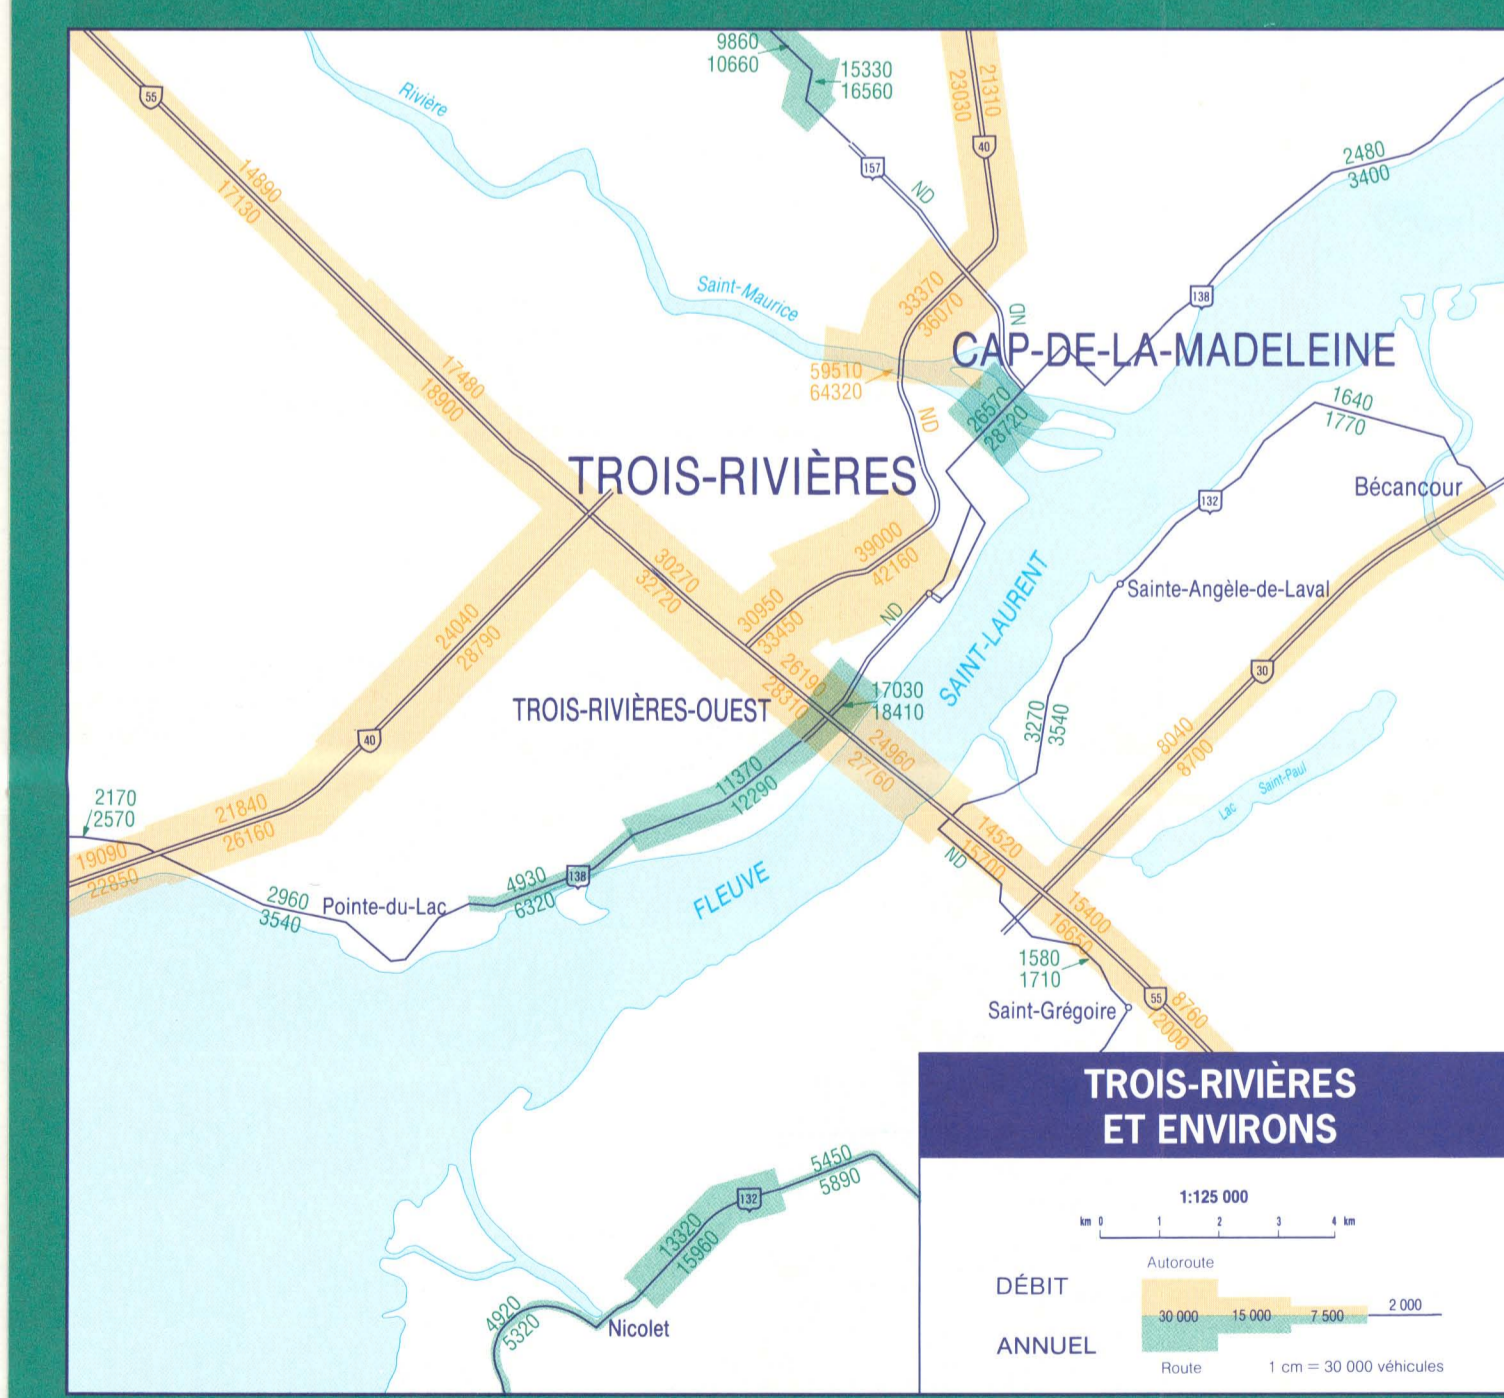 9860
10660
15330
16560
21310
23030
55
Rivière
40
157
ND
2480
3400
14890
17130
Saint-Maurice
33370
36070
ND
138
CAP-DE-LA-MADELEINE
17480
18900
59510
64320
ND
26570
28720
1640
1770
TROIS-RIVIÈRES
Bécancour
132
39000
42160
30270
32720
30950
33450
ND
SAINT-LAURENT
Sainte-Angèle-de-Laval
24040
28790
26190
28310
17030
18410
30
TROIS-RIVIÈRES-OUEST
24960
27760
3270
3540
8040
8700
40
11370
12290
Lac Saint-Paul
2170
2570
21840
26160
19090
22850
14520
15700
ND
138
4930
6320
FLEUVE
2960
3540
Pointe-du-Lac
15400
16650
1580
1710
55
8760
12000
Saint-Grégoire
TROIS-RIVIÈRES
ET ENVIRONS
5450
5890
132
13320
15960
4920
5320
Nicolet
1:125 000
km 0 1 2 3 4 km
Autoroute
DÉBIT
30 000 15 000 7 500 2 000
ANNUEL
Route
1 cm = 30 000 véhicules